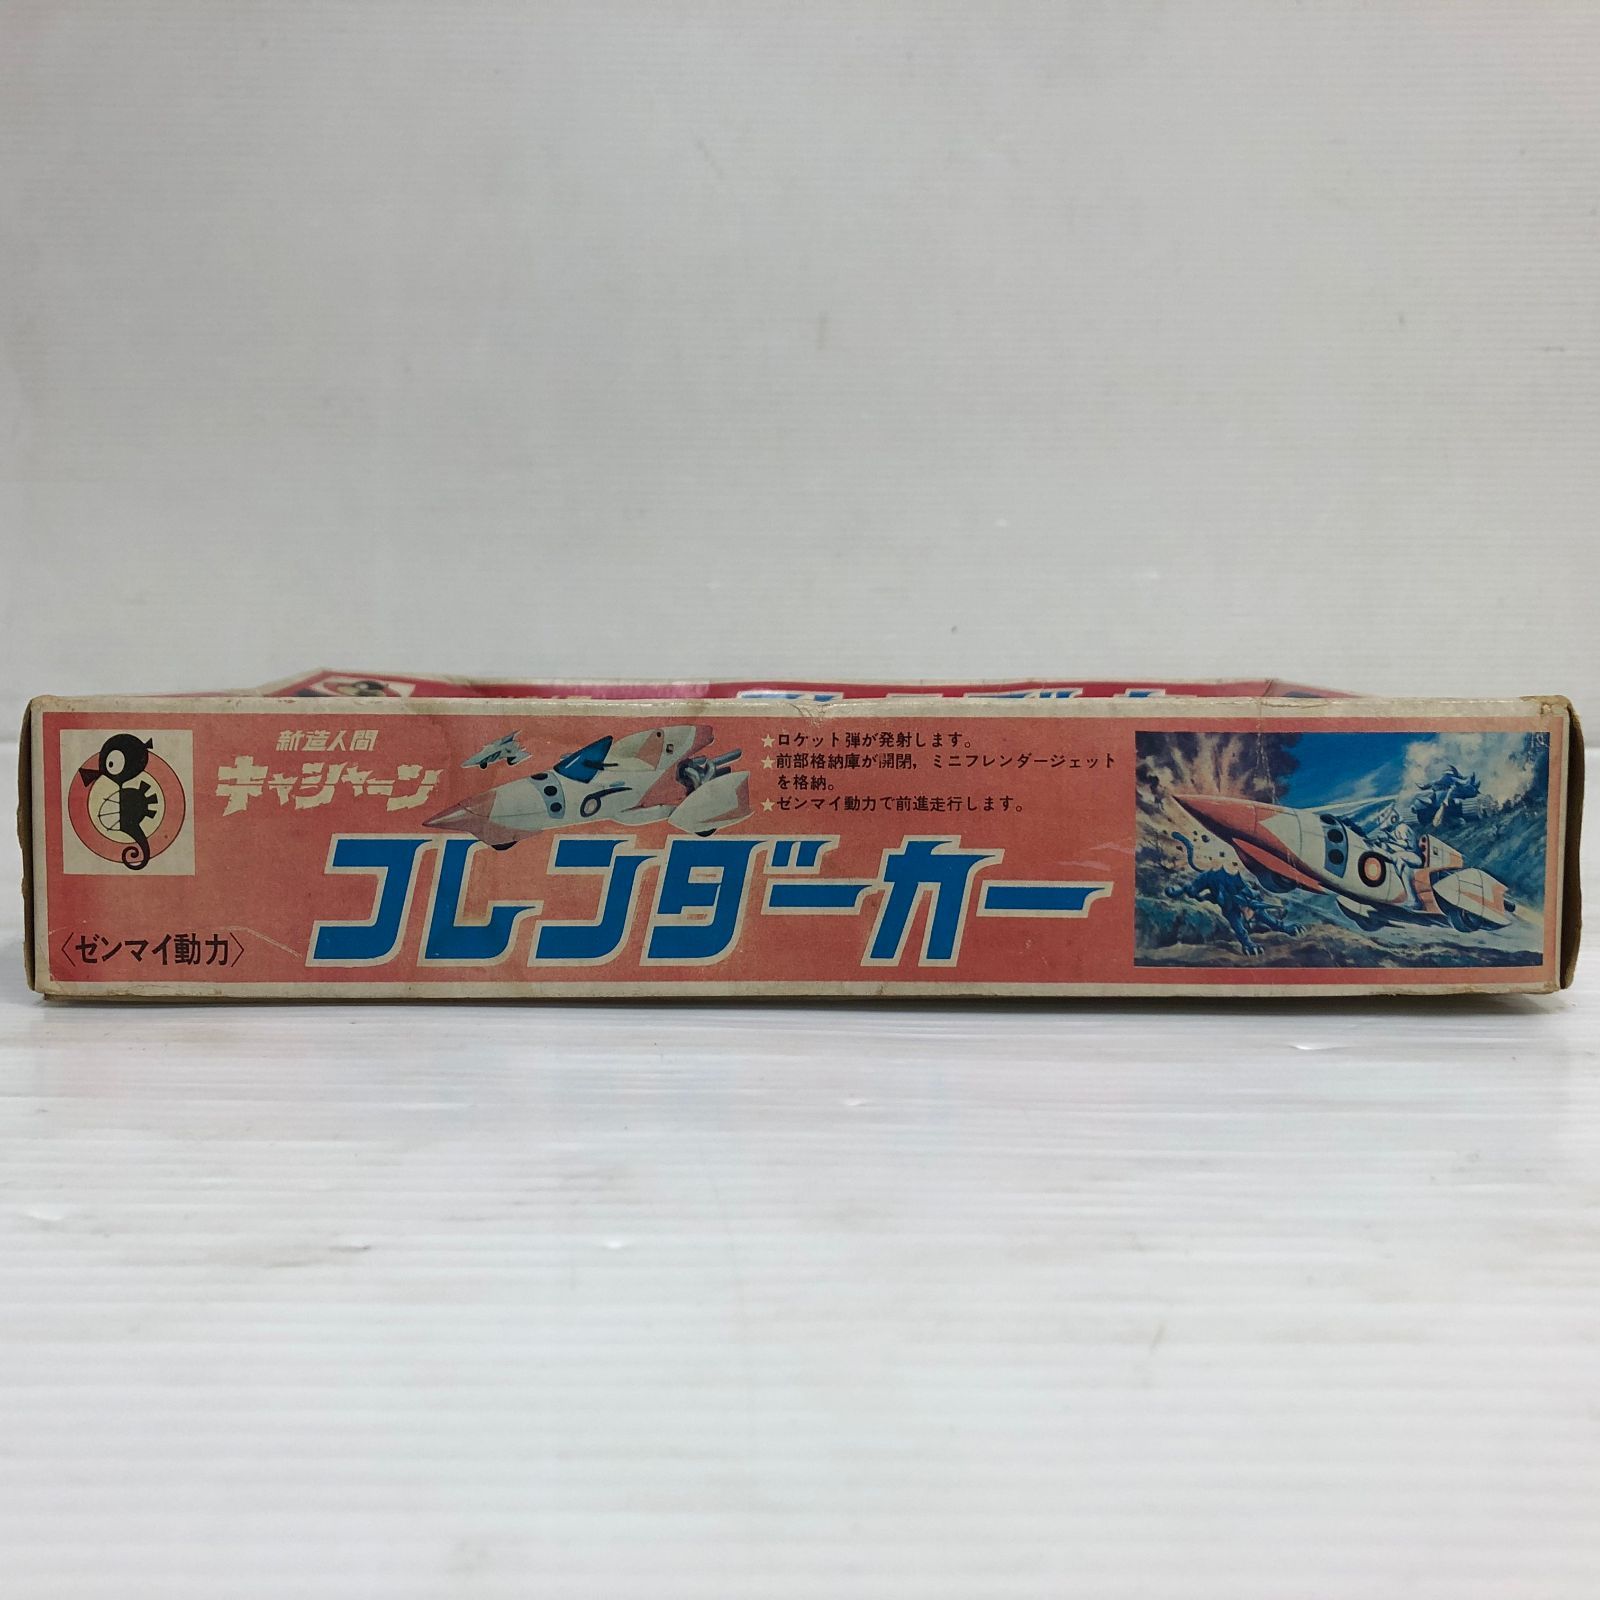 新造人間
キャシャーン
★ロケット弾が発射します。
★前部格納庫が開閉，ミニフレンダージェット
を格納。
★ゼンマイ動力で前進走行します。
フレンダーカー
〈ゼンマイ動力〉